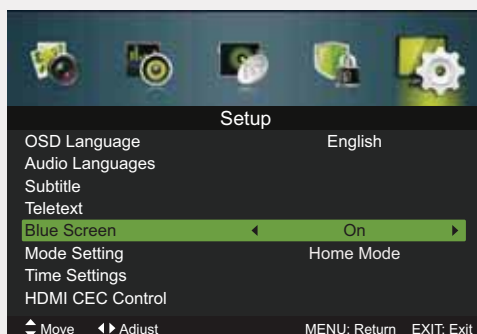 Setup
OSD Language English
Audio Languages
Subtitle
Teletext
Blue Screen On
Mode Setting Home Mode
Time Settings
HDMI CEC Control
Move Adjust MENU: Return EXIT: Exit